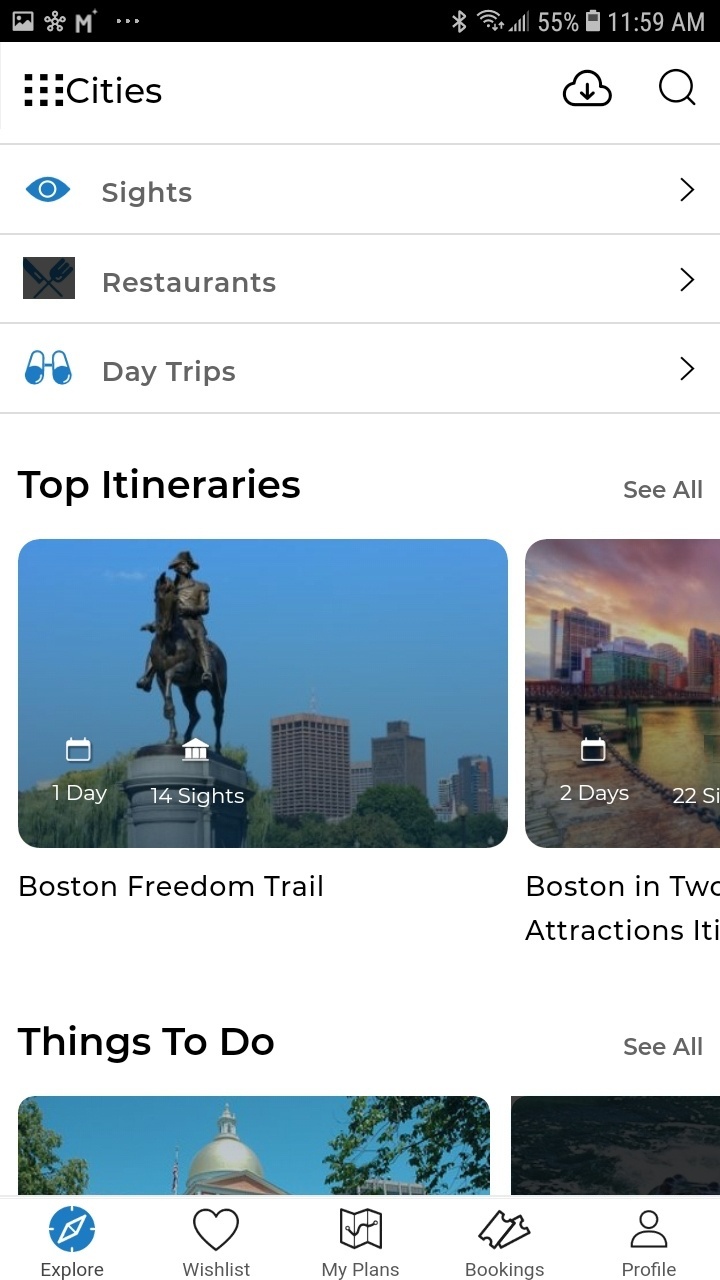 55% 11:59 AM
Cities
Sights
Restaurants
Day Trips
Top Itineraries See All
1 Day 14 Sights
2 Days 22 Si
Boston Freedom Trail
Boston in Two
Attractions Iti
Things To Do See All
Explore Wishlist My Plans Bookings Profile